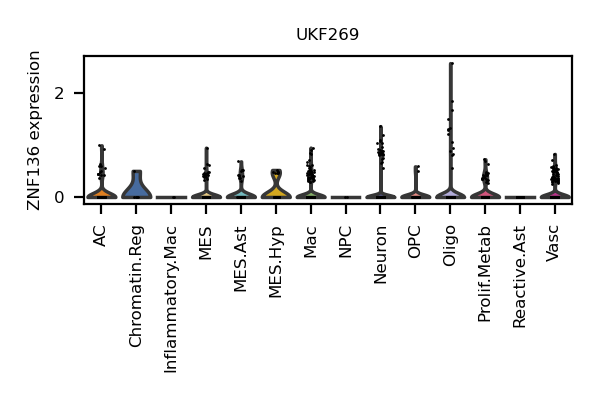 UKF269
ZNF136 expression
2
0
AC
Chromatin.Reg
Inflammatory.Mac
MES
MES.Ast
MES.Hyp
Mac
NPC
Neuron
OPC
Oligo
Prolif.Metab
Reactive.Ast
Vasc